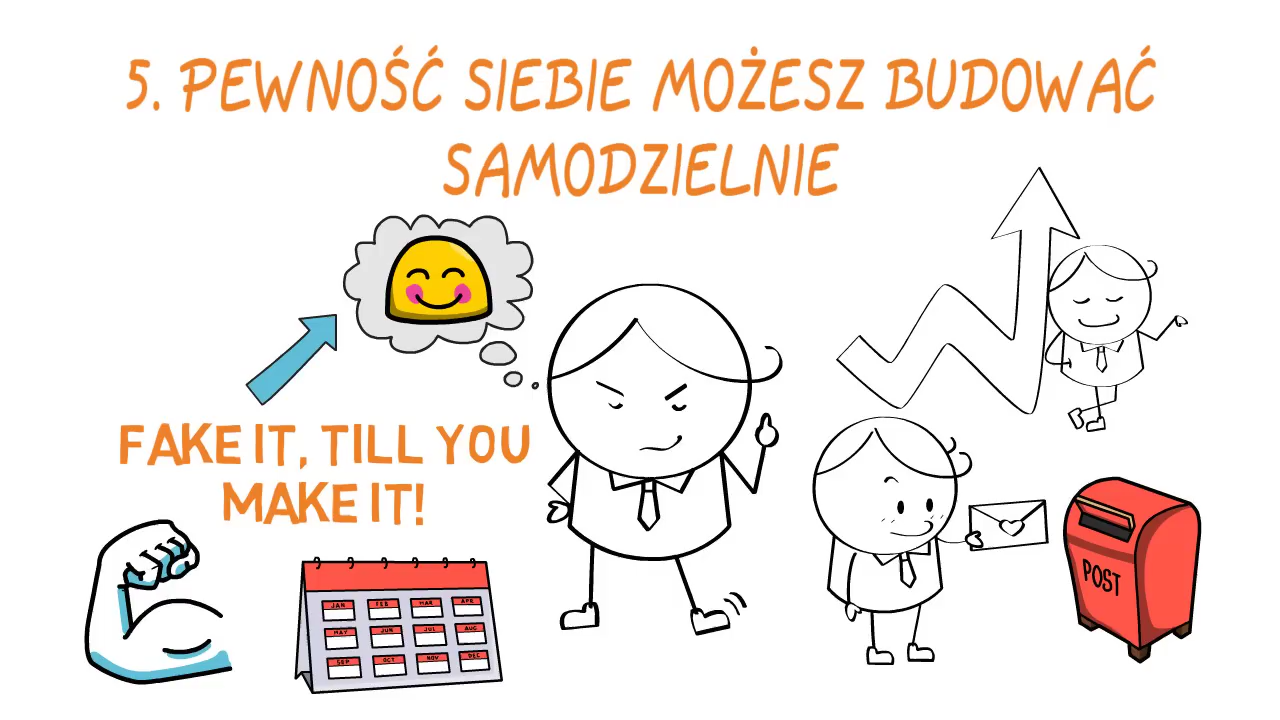 5. PEWNOŚĆ SIEBIE MOŻESZ BUDOWAĆ
SAMODZIELNIE
FAKE IT, TILL YOU
MAKE IT!
JAN FEB MAR APR
MAY JUN JUL AUG
SEP OCT NOV DEC
POST